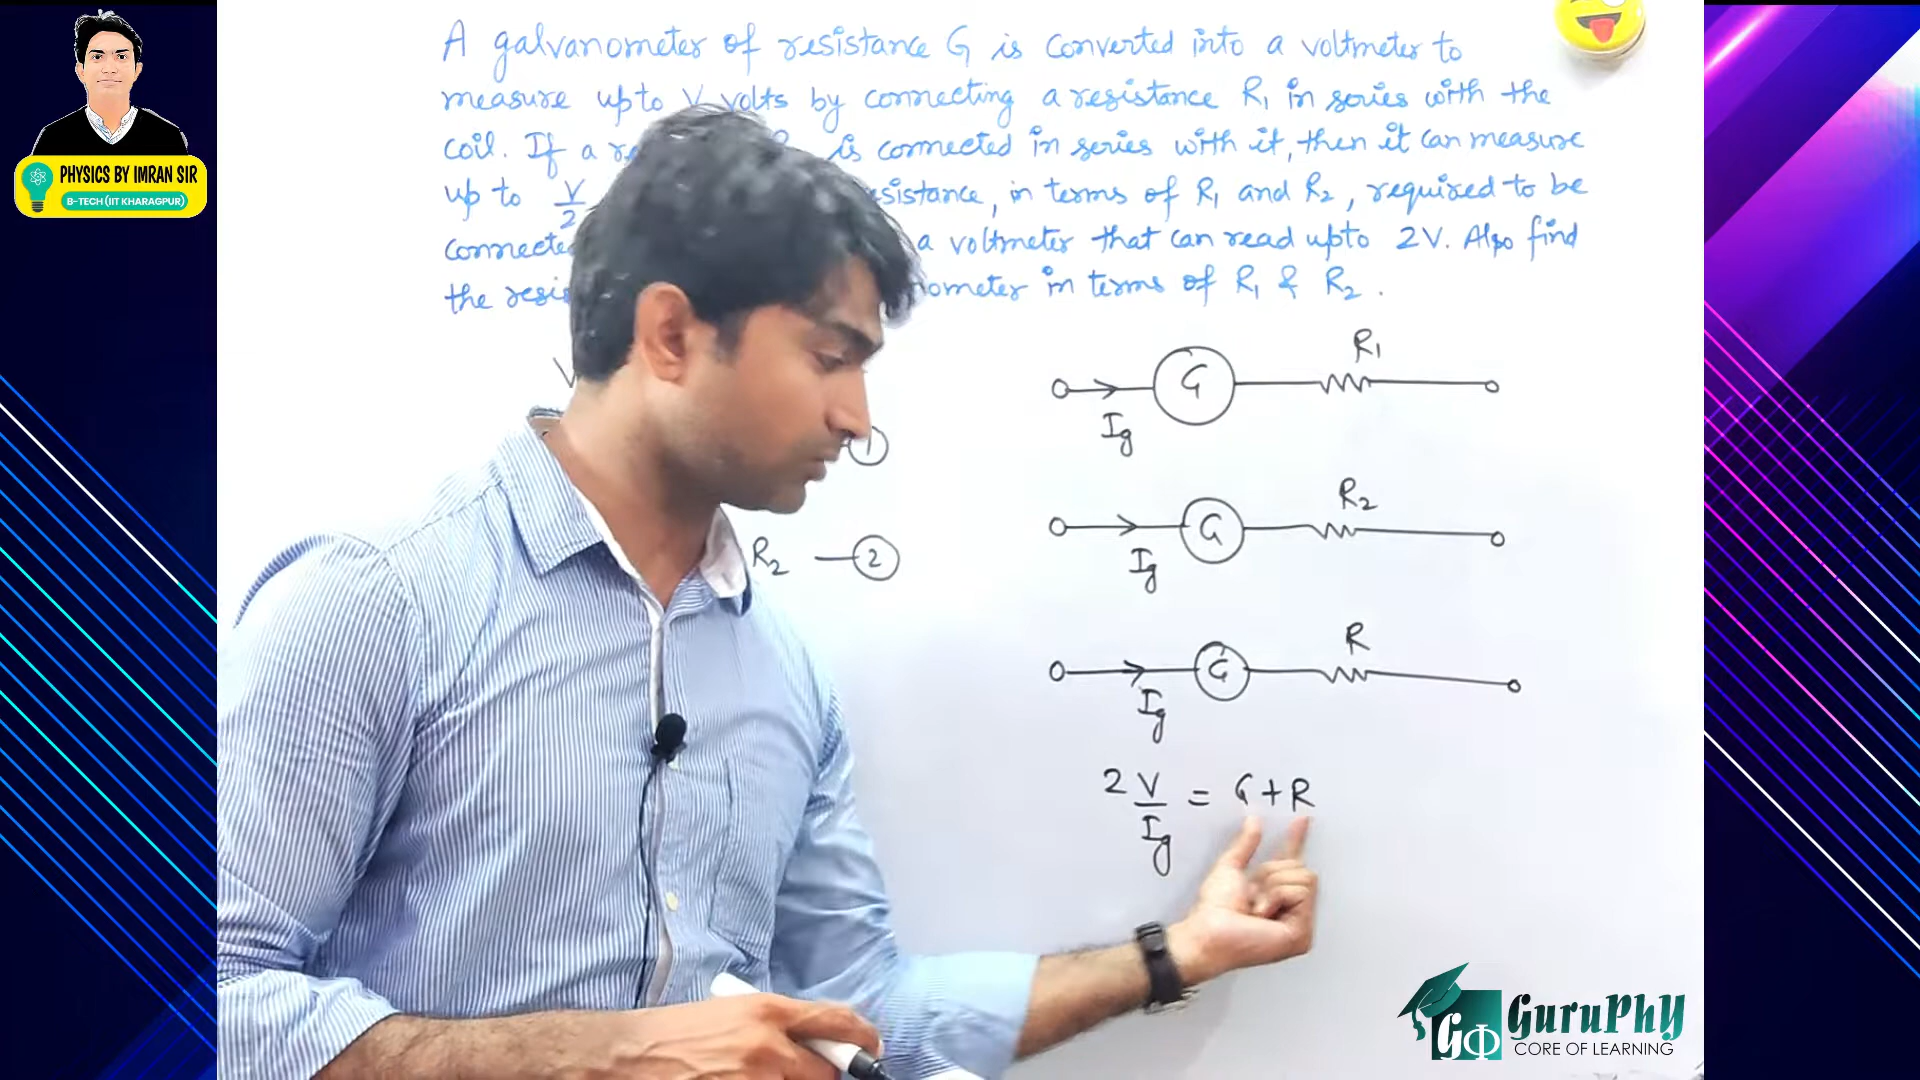 A galvanometer of resistance G is converted into a voltmeter to
measure upto V volts by connecting a resistance R₁ in series with the
coil. If a is connected in series with it, then it can measure
up to V/2 in terms of R₁ and R₂, required to be
a voltmeter that can read upto 2V. Also find
the in terms of R₁ & R₂.
PHYSICS BY IMRAN SIR
B-TECH (IIT KHARAGPUR)
R₁
G
Ig
1
R₂
G
Ig
R₂ — 2
R
G
Ig
2 V/Ig = G + R
GURUPHY
GΦ
CORE OF LEARNING